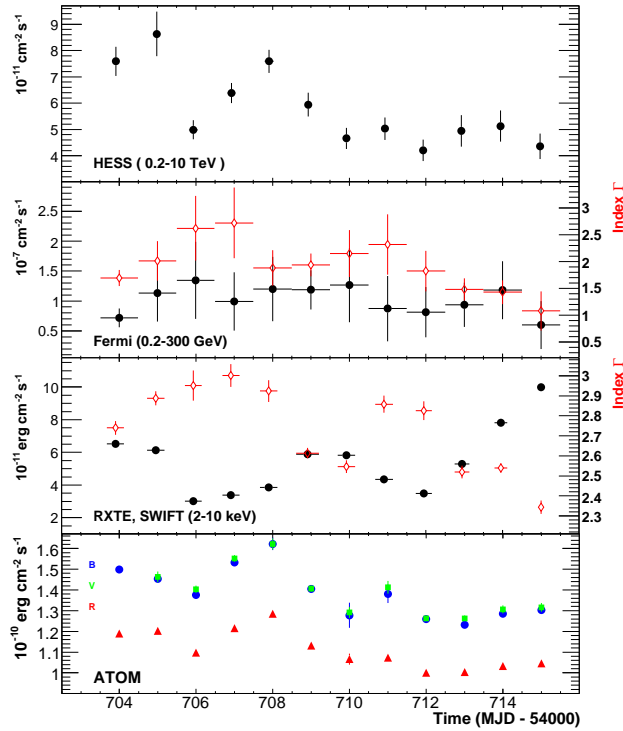 10⁻¹¹ cm⁻² s⁻¹
9
8
7
6
5
4
HESS ( 0.2-10 TeV )
10⁻⁷ cm⁻² s⁻¹
2.5
2
1.5
1
0.5
3
2.5
2
1.5
1
0.5
Index Γ
Fermi (0.2-300 GeV)
10⁻¹¹ erg cm⁻² s⁻¹
10
8
6
4
2
3
2.9
2.8
2.7
2.6
2.5
2.4
2.3
Index Γ
RXTE, SWIFT (2-10 keV)
10⁻¹⁰ erg cm⁻² s⁻¹
1.6
1.5
1.4
1.3
1.2
1.1
1
B
V
R
ATOM
704 706 708 710 712 714
Time (MJD - 54000)